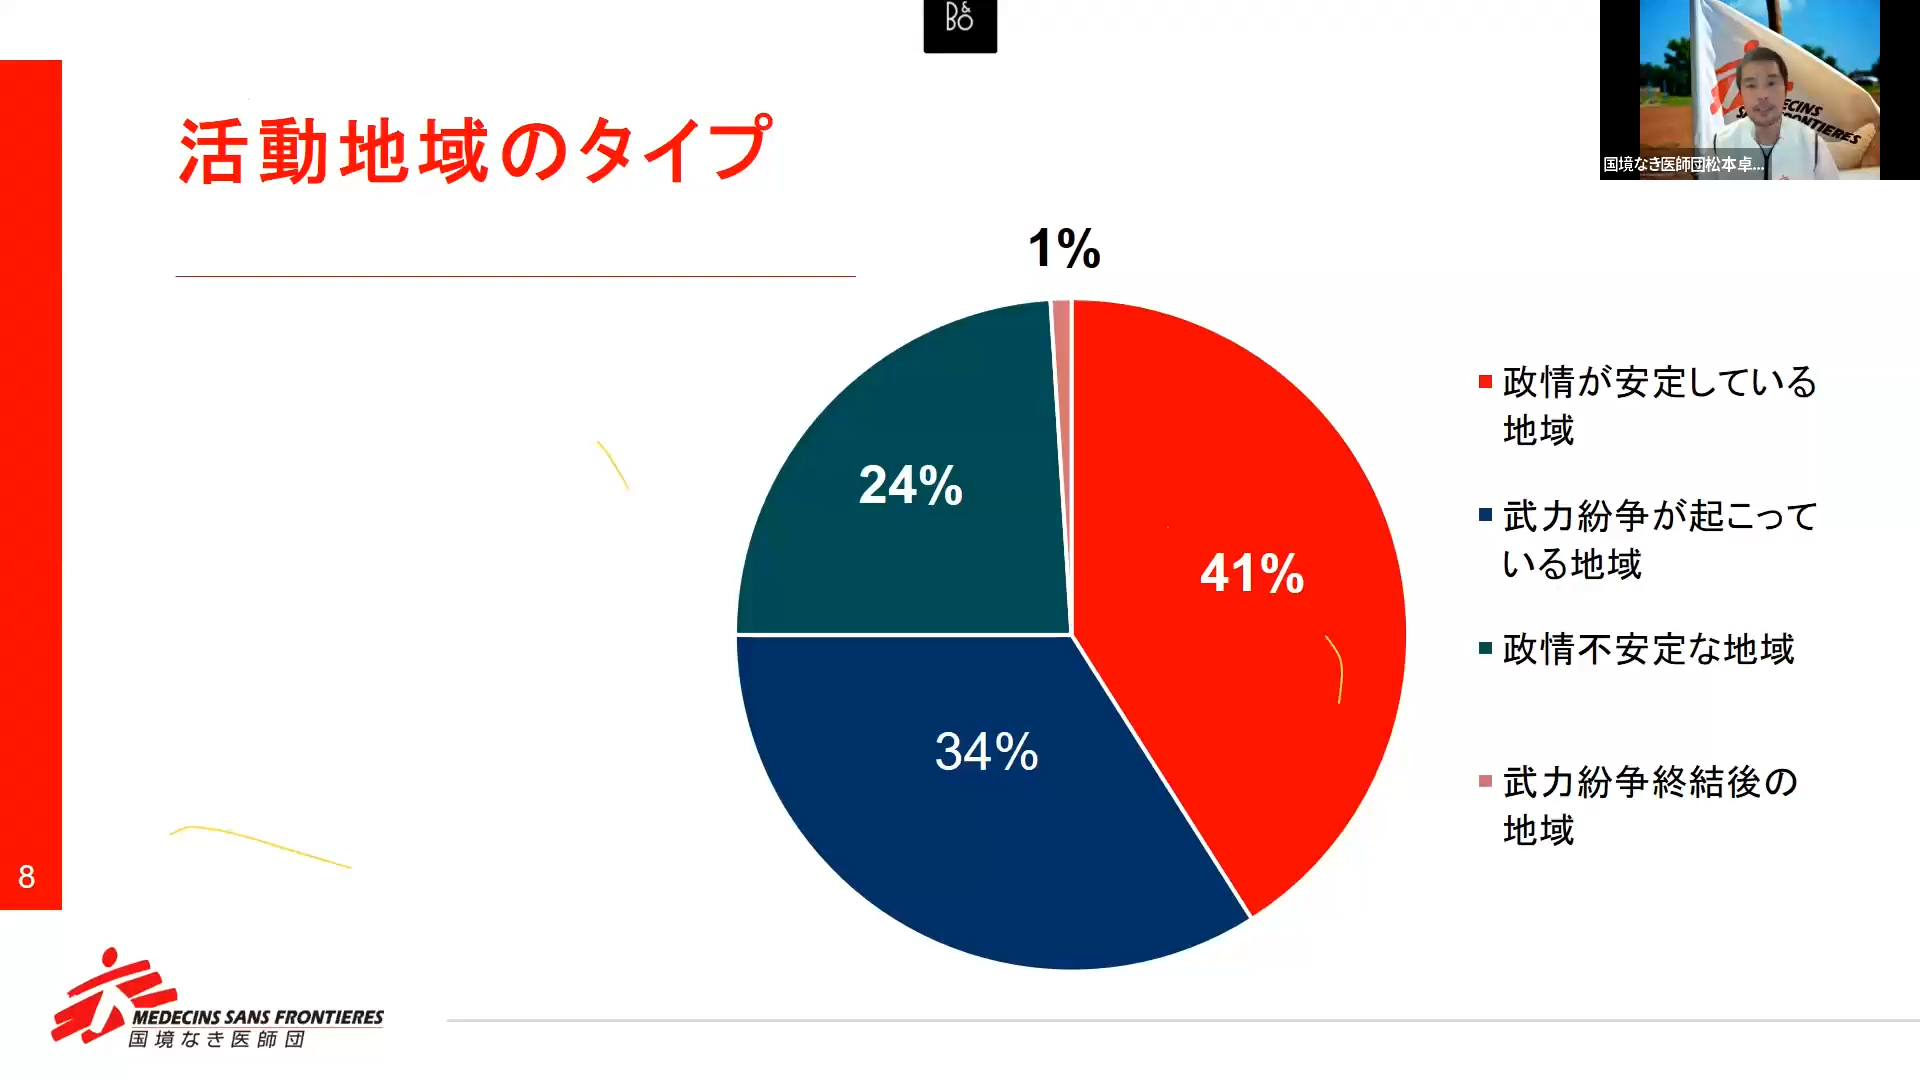 B&O
活動地域のタイプ
ECINS
FRONTIERES
国境なき医師団松本卓...
1%
24%
41%
34%
政情が安定している
地域
武力紛争が起こって
いる地域
政情不安定な地域
武力紛争終結後の
地域
8
MEDECINS SANS FRONTIERES
国境なき医師団